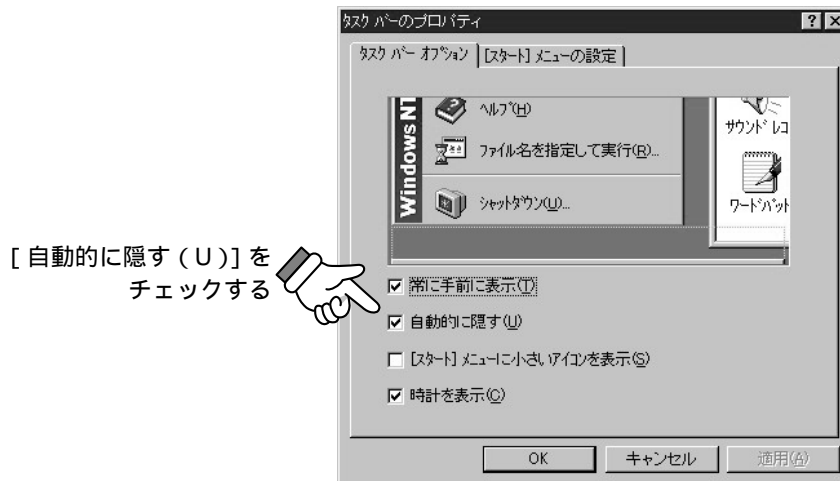 タスク バーのプロパティ
タスク バー オプション
[スタート] メニューの設定
Windows NT
ヘルプ(H)
ファイル名を指定して実行(R)...
シャットダウン(U)...
サウンド レコ
ワードパッド
[自動的に隠す(U)]を
チェックする
常に手前に表示(T)
自動的に隠す(U)
[スタート] メニューに小さいアイコンを表示(S)
時計を表示(C)
OK
キャンセル
適用(A)